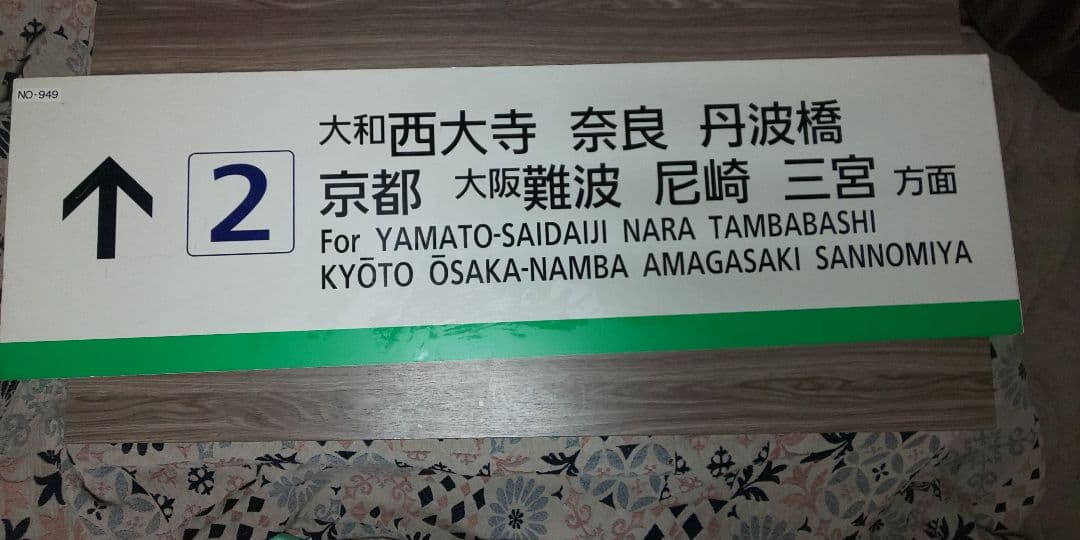 NO-949
↑ 2
大和西大寺 奈良 丹波橋
京都 大阪難波 尼崎 三宮 方面
For YAMATO-SAIDAIJI NARA TAMBABASHI
KYŌTO ŌSAKA-NAMBA AMAGASAKI SANNOMIYA